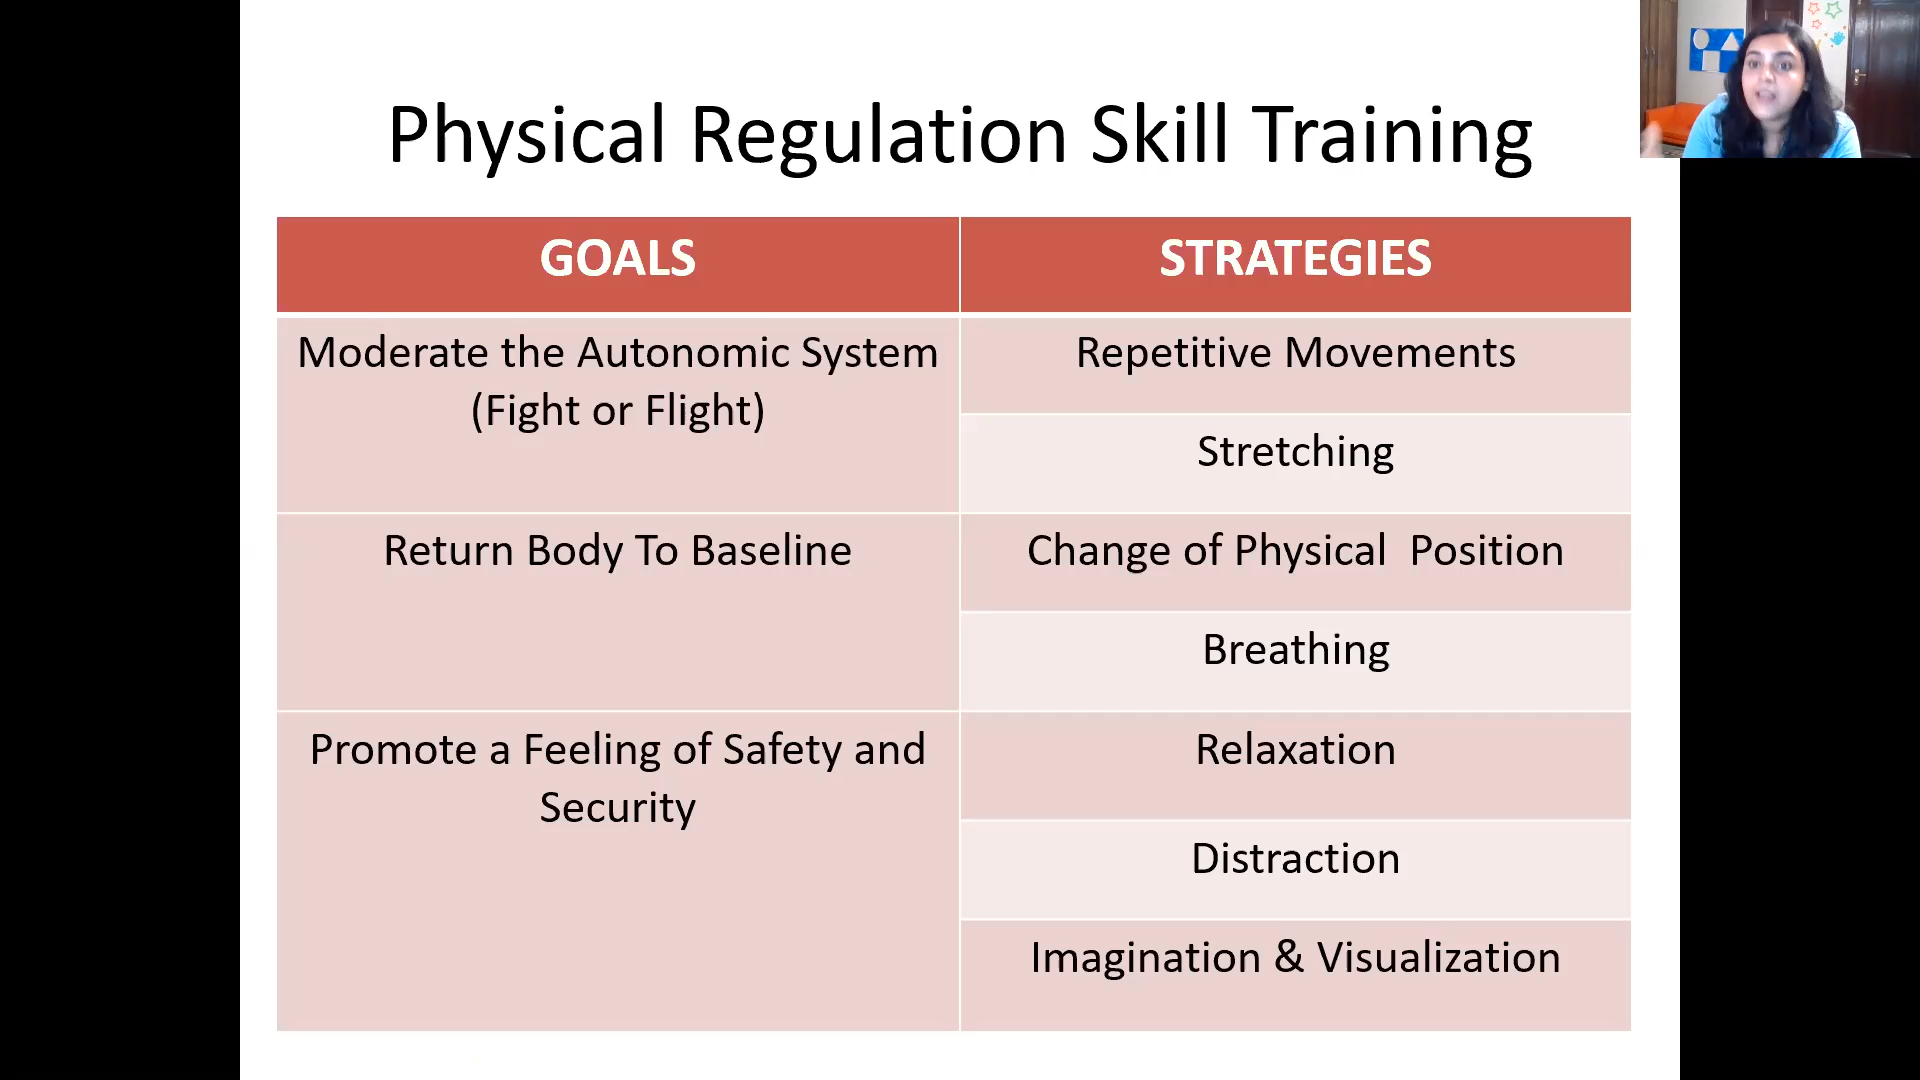 Physical Regulation Skill Training
GOALS
STRATEGIES
Moderate the Autonomic System
(Fight or Flight)
Repetitive Movements
Stretching
Return Body To Baseline
Change of Physical Position
Breathing
Promote a Feeling of Safety and
Security
Relaxation
Distraction
Imagination & Visualization